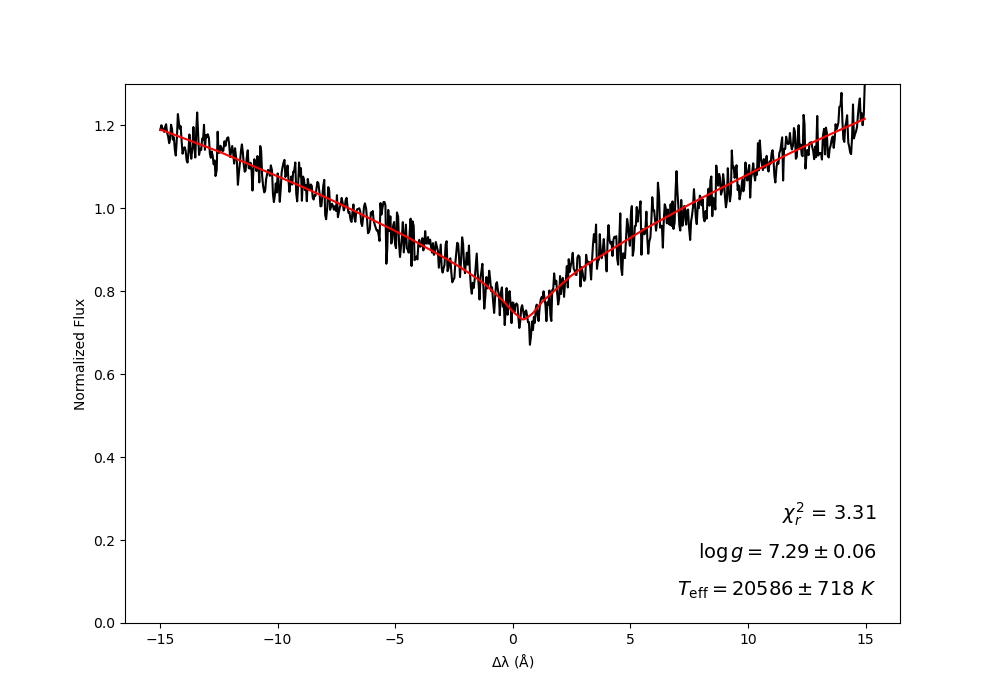 1.2
1.0
0.8
0.6
0.4
0.2
0.0
Normalized Flux
χ²ᵣ = 3.31
log g = 7.29 ± 0.06
T_eff = 20586 ± 718 K
−15 −10 −5 0 5 10 15
Δλ (Å)